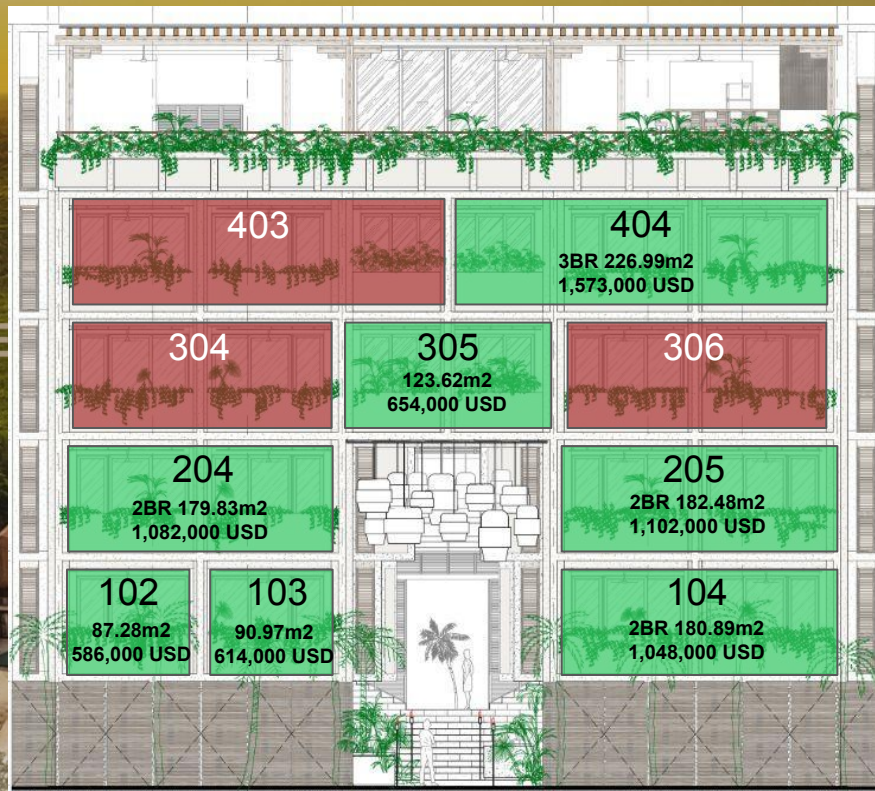 403
404
3BR 226.99m2
1,573,000 USD
304
305
123.62m2
654,000 USD
306
204
2BR 179.83m2
1,082,000 USD
205
2BR 182.48m2
1,102,000 USD
102
87.28m2
586,000 USD
103
90.97m2
614,000 USD
104
2BR 180.89m2
1,048,000 USD